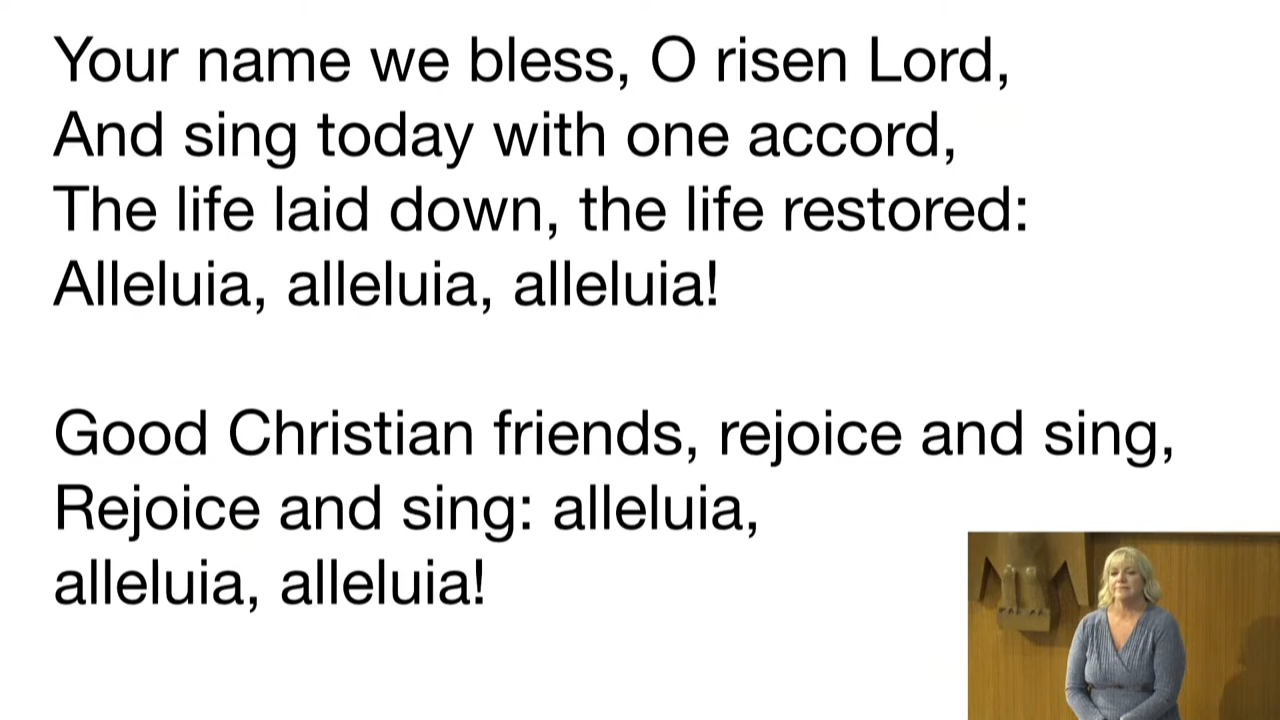 Your name we bless, O risen Lord,
And sing today with one accord,
The life laid down, the life restored:
Alleluia, alleluia, alleluia!
Good Christian friends, rejoice and sing,
Rejoice and sing: alleluia,
alleluia, alleluia!